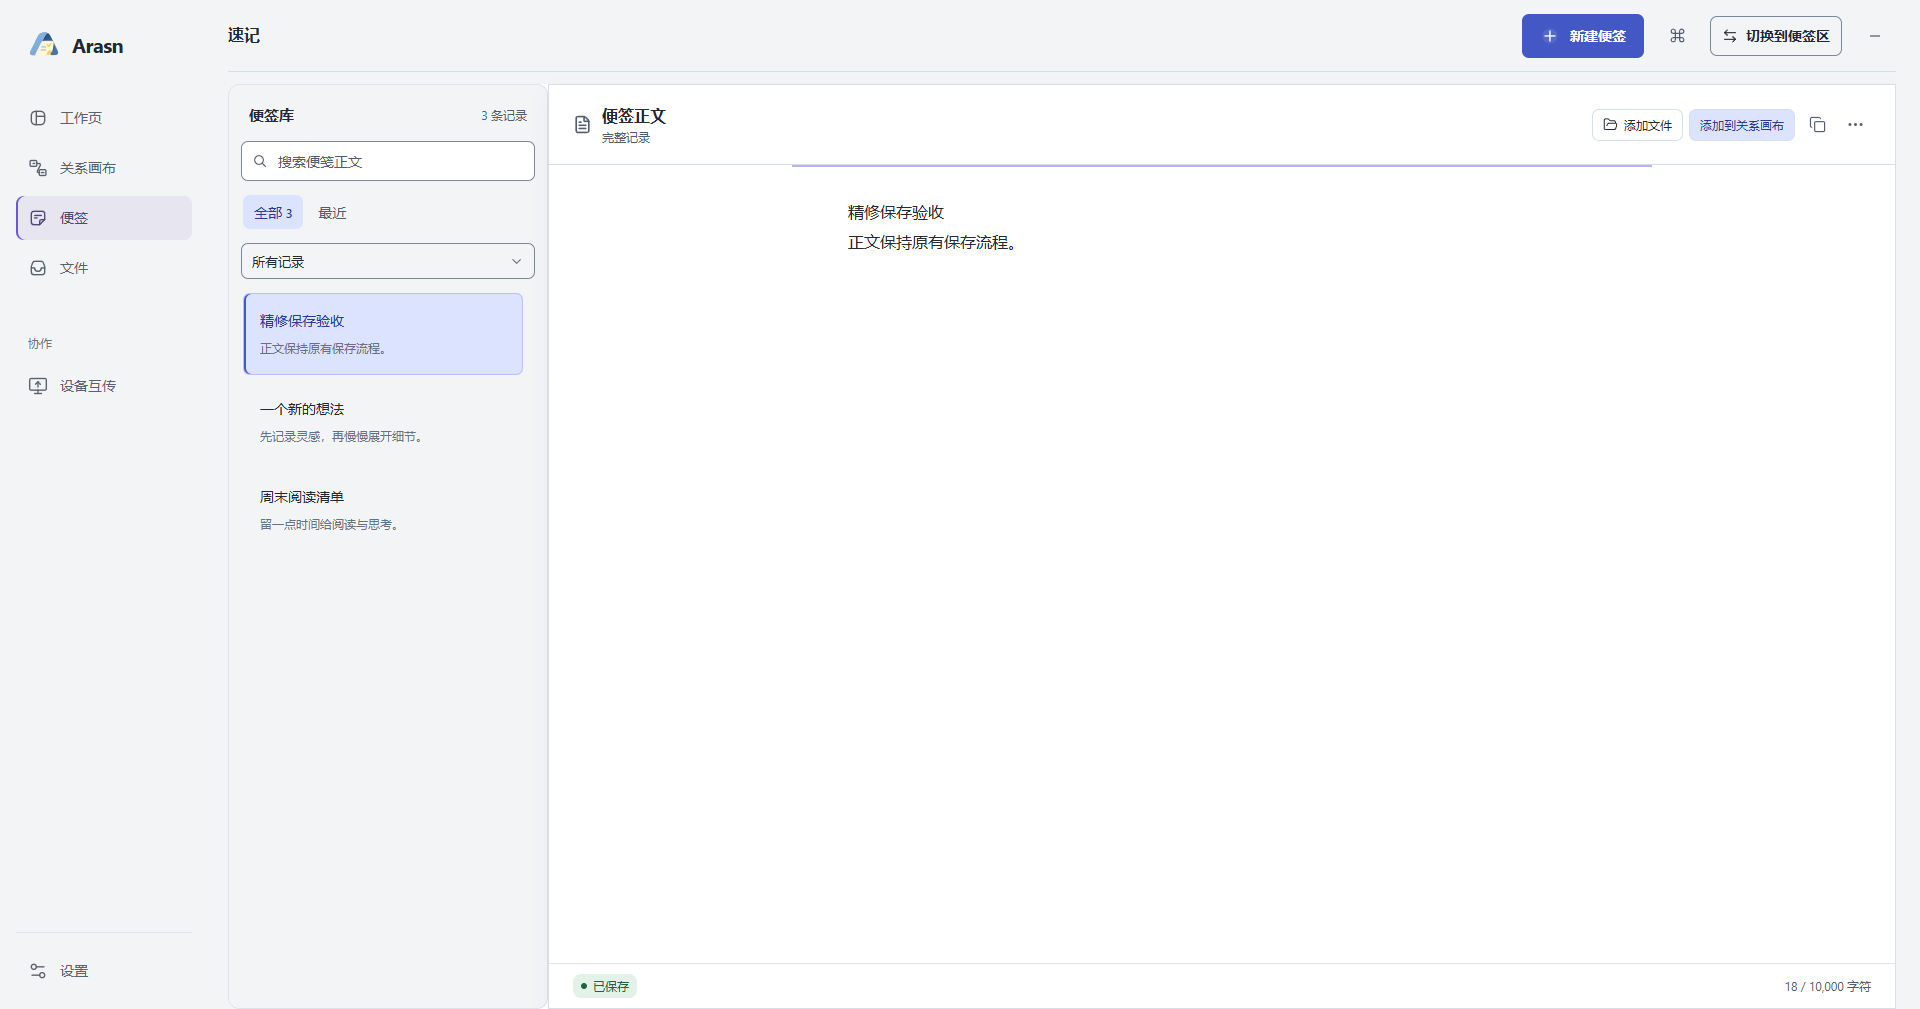 Arasn
工作页
关系画布
便签
文件
协作
设备互传
设置
速记
新建便签
切换到便签区
便签库
3 条记录
搜索便笺正文
全部 3
最近
所有记录
精修保存验收
正文保持原有保存流程。
一个新的想法
先记录灵感，再慢慢展开细节。
周末阅读清单
留一点时间给阅读与思考。
便签正文
完整记录
添加文件
添加到关系画布
精修保存验收
正文保持原有保存流程。
已保存
18 / 10,000 字符